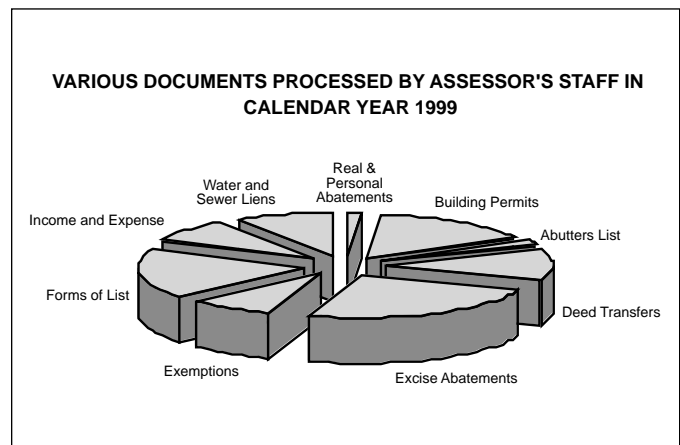 VARIOUS DOCUMENTS PROCESSED BY ASSESSOR'S STAFF IN
CALENDAR YEAR 1999
Real &
Personal
Abatements
Water and
Sewer Liens
Building Permits
Income and Expense
Abutters List
Forms of List
Deed Transfers
Exemptions
Excise Abatements